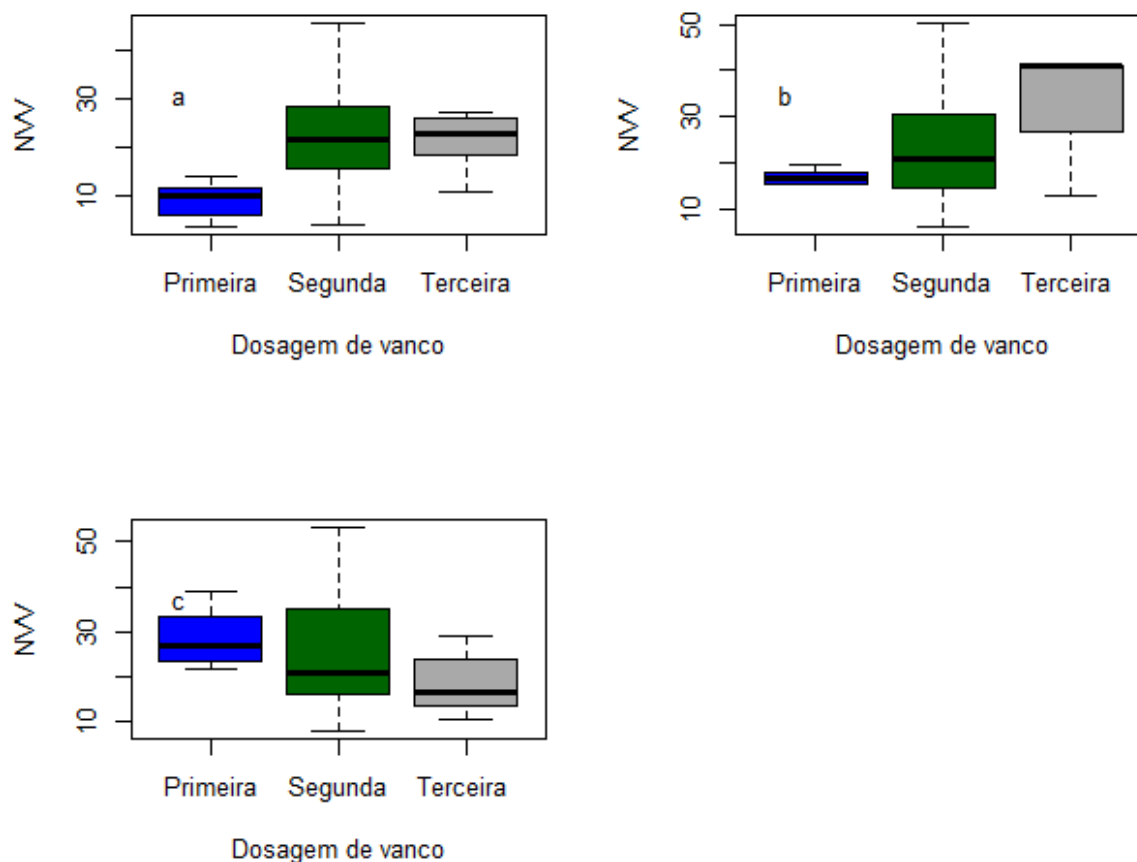 NVV
30
10
a
Primeira Segunda Terceira
Dosagem de vanco
NVV
50
30
10
b
Primeira Segunda Terceira
Dosagem de vanco
NVV
50
30
10
c
Primeira Segunda Terceira
Dosagem de vanco